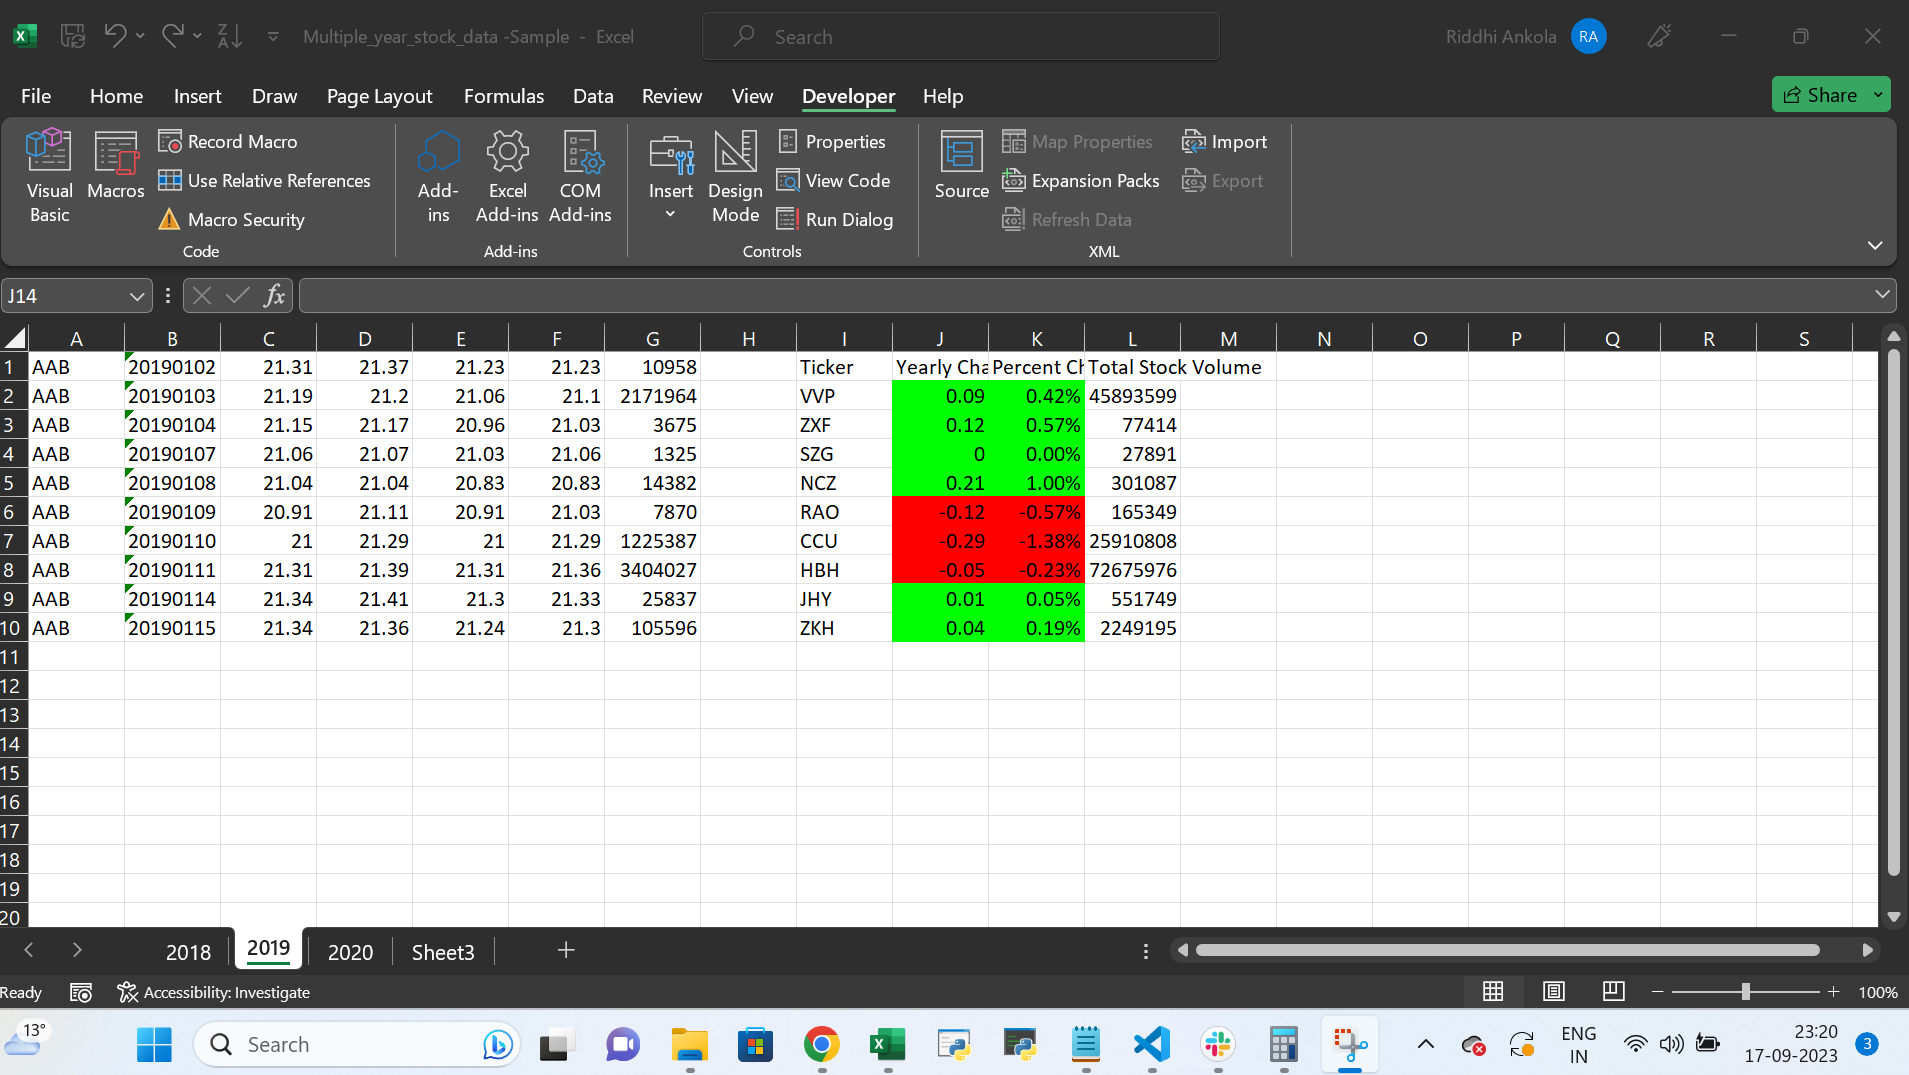 Multiple_year_stock_data -Sample - Excel
Search
Riddhi Ankola
RA
File Home Insert Draw Page Layout Formulas Data Review View Developer Help
Share
Visual Basic
Macros
Record Macro
Use Relative References
Macro Security
Code
Add-ins
Excel Add-ins
COM Add-ins
Add-ins
Insert
Design Mode
Properties
View Code
Run Dialog
Controls
Source
Map Properties
Expansion Packs
Refresh Data
Import
Export
XML
J14
fx
A B C D E F G H I J K L M N O P Q R S
1 AAB 20190102 21.31 21.37 21.23 21.23 10958 Ticker Yearly Cha Percent Ch Total Stock Volume
2 AAB 20190103 21.19 21.2 21.06 21.1 2171964 VVP 0.09 0.42% 45893599
3 AAB 20190104 21.15 21.17 20.96 21.03 3675 ZXF 0.12 0.57% 77414
4 AAB 20190107 21.06 21.07 21.03 21.06 1325 SZG 0 0.00% 27891
5 AAB 20190108 21.04 21.04 20.83 20.83 14382 NCZ 0.21 1.00% 301087
6 AAB 20190109 20.91 21.11 20.91 21.03 7870 RAO -0.12 -0.57% 165349
7 AAB 20190110 21 21.29 21 21.29 1225387 CCU -0.29 -1.38% 25910808
8 AAB 20190111 21.31 21.39 21.31 21.36 3404027 HBH -0.05 -0.23% 72675976
9 AAB 20190114 21.34 21.41 21.3 21.33 25837 JHY 0.01 0.05% 551749
10 AAB 20190115 21.34 21.36 21.24 21.3 105596 ZKH 0.04 0.19% 2249195
11
12
13
14
15
16
17
18
19
20
2018 2019 2020 Sheet3
Ready
Accessibility: Investigate
100%
13°
Search
ENG
IN
23:20
17-09-2023
3